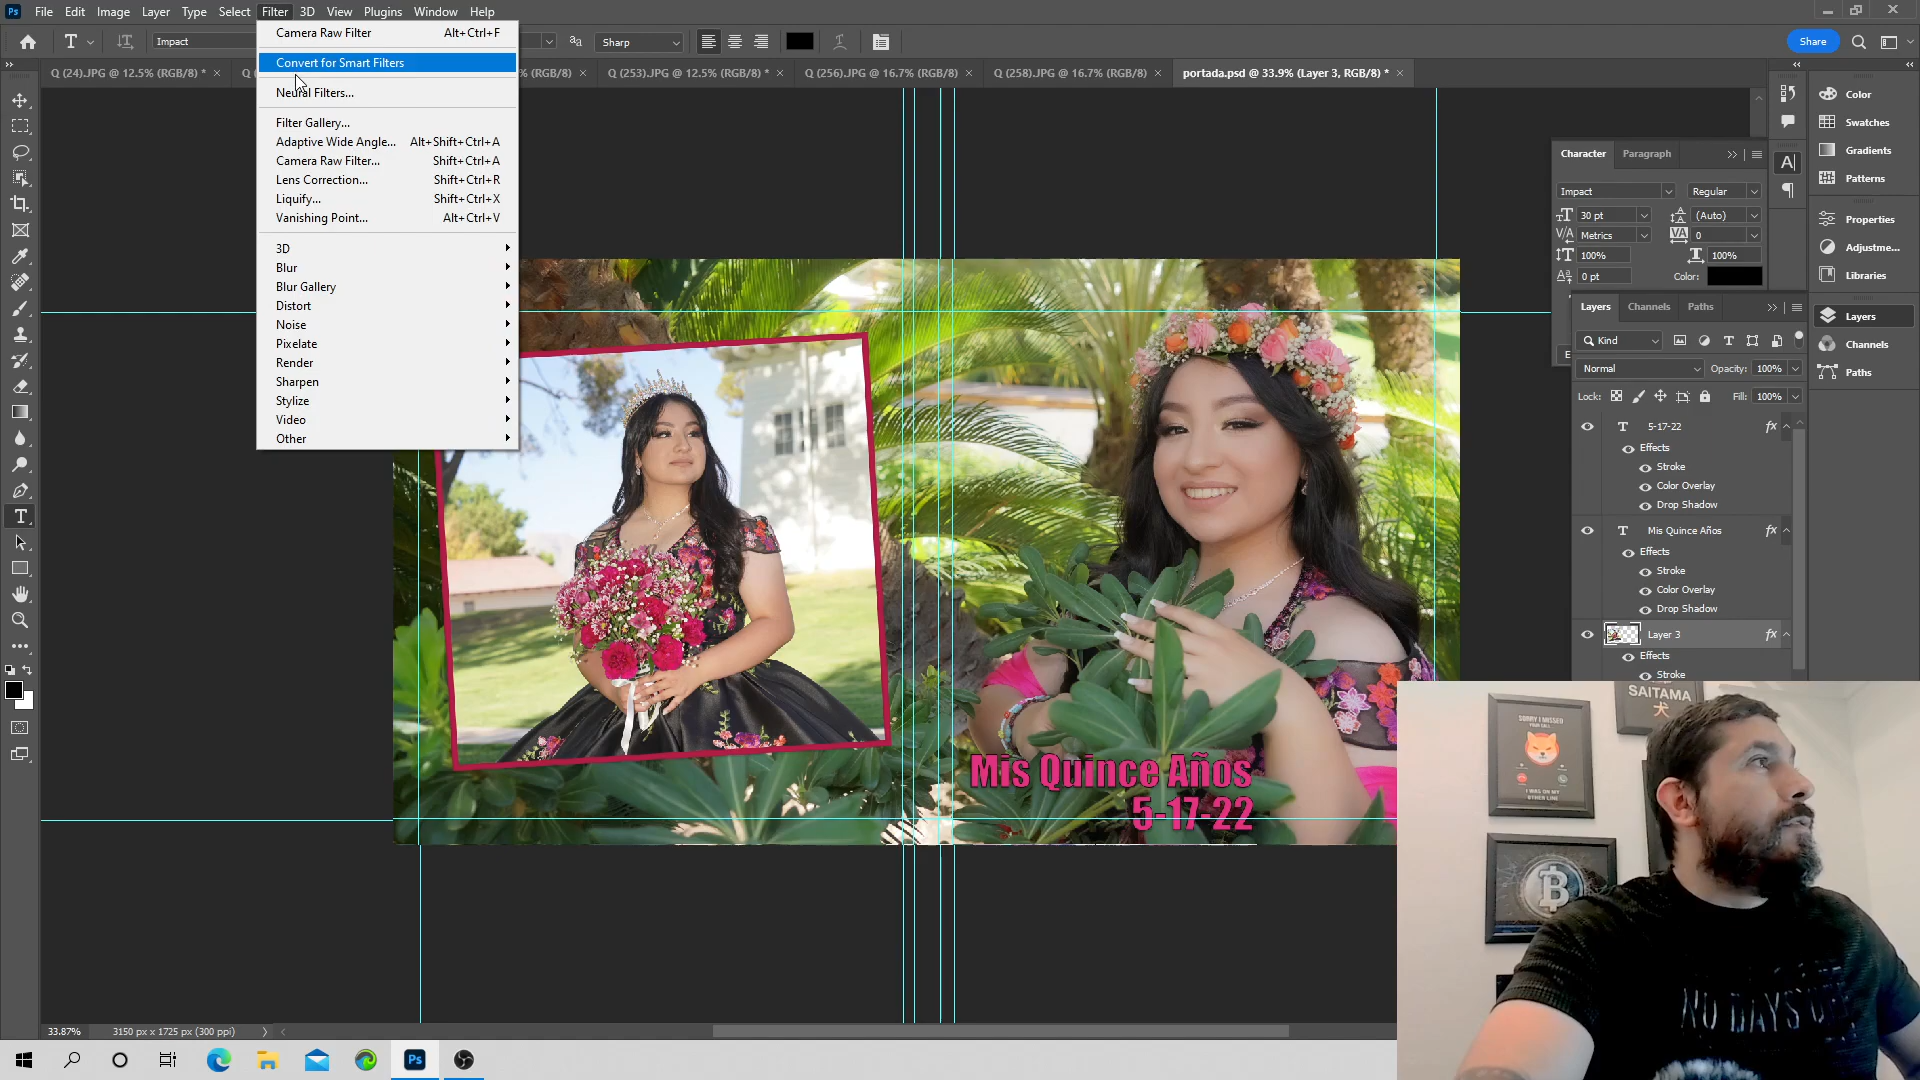 Ps File Edit Image Layer Type Select Filter 3D View Plugins Window Help
T Impact Sharp Share
Q (24).JPG @ 12.5% (RGB/8) * × Q (RGB/8) × Q (253).JPG @ 12.5% (RGB/8) * × Q (256).JPG @ 16.7% (RGB/8) × Q (258).JPG @ 16.7% (RGB/8) × portada.psd @ 33.9% (Layer 3, RGB/8) * ×
Camera Raw Filter Alt+Ctrl+F
Convert for Smart Filters
Neural Filters...
Filter Gallery...
Adaptive Wide Angle... Alt+Shift+Ctrl+A
Camera Raw Filter... Shift+Ctrl+A
Lens Correction... Shift+Ctrl+R
Liquify... Shift+Ctrl+X
Vanishing Point... Alt+Ctrl+V
3D
Blur
Blur Gallery
Distort
Noise
Pixelate
Render
Sharpen
Stylize
Video
Other
Mis Quince Años
5-17-22
Character Paragraph
Impact Regular
30 pt (Auto)
Metrics 0
100% 100%
0 pt Color:
Layers Channels Paths
Kind
Normal Opacity: 100%
Lock: Fill: 100%
T 5-17-22 fx
Effects
Stroke
Color Overlay
Drop Shadow
T Mis Quince Años fx
Effects
Stroke
Color Overlay
Drop Shadow
Layer 3 fx
Effects
Stroke
Color
Swatches
Gradients
Patterns
Properties
Adjustme...
Libraries
Layers
Channels
Paths
SAITAMA
犬
SORRY I MISSED
YOUR CALL
I WAS ON MY
OTHER LINE
NO DAYS OF
33.87% 3150 px x 1725 px (300 ppi)
Ps